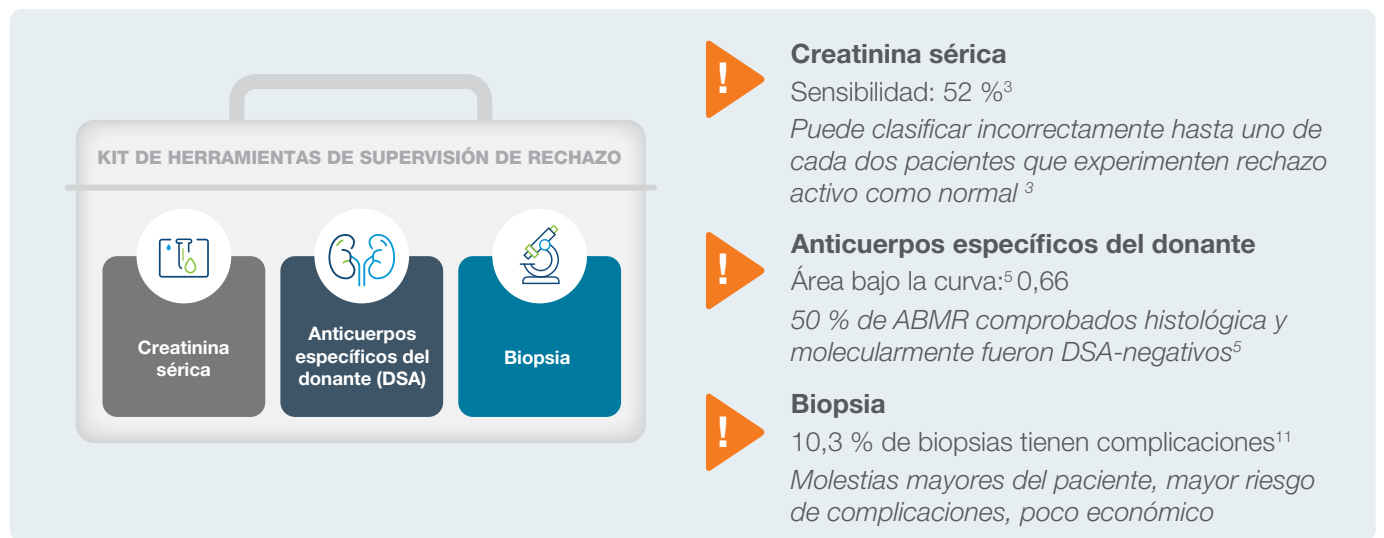 KIT DE HERRAMIENTAS DE SUPERVISIÓN DE RECHAZO
Creatinina
sérica
Anticuerpos
específicos del
donante (DSA)
Biopsia
!
Creatinina sérica
Sensibilidad: 52 %³
Puede clasificar incorrectamente hasta uno de
cada dos pacientes que experimenten rechazo
activo como normal ³
!
Anticuerpos específicos del donante
Área bajo la curva:⁵ 0,66
50 % de ABMR comprobados histológica y
molecularmente fueron DSA-negativos⁵
!
Biopsia
10,3 % de biopsias tienen complicaciones¹¹
Molestias mayores del paciente, mayor riesgo
de complicaciones, poco económico